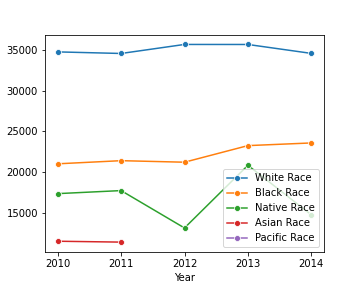 35000
30000
25000
20000
15000
White Race
Black Race
Native Race
Asian Race
Pacific Race
2010
2011
2012
2013
2014
Year